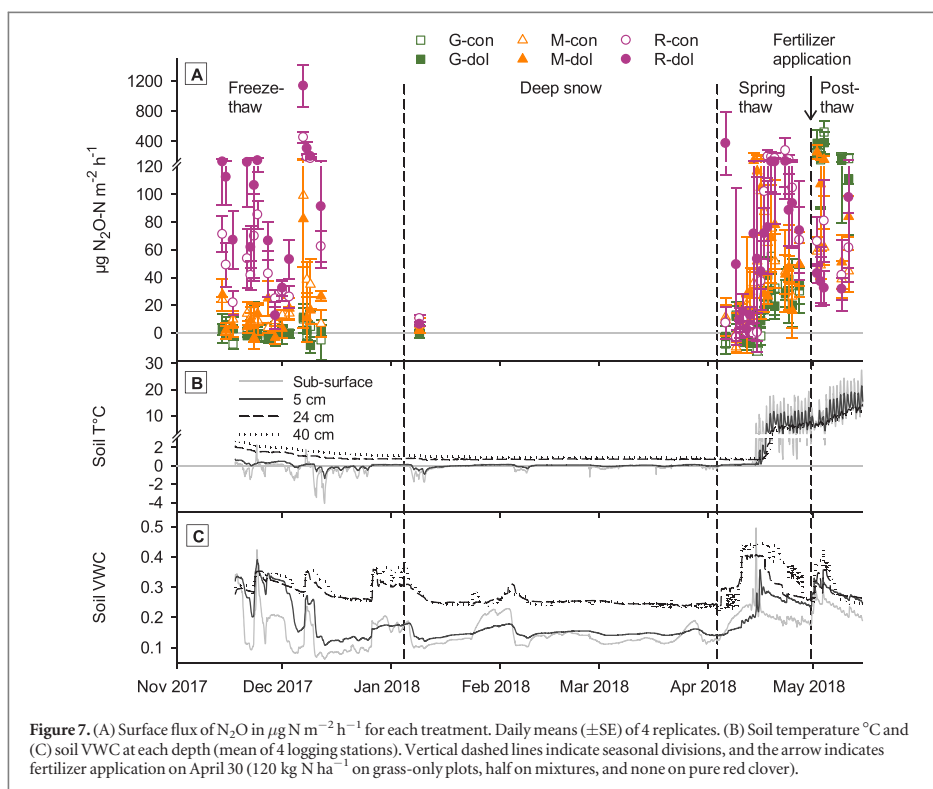 G-con M-con R-con
G-dol M-dol R-dol
Fertilizer
application
A
Freeze-
thaw
Deep snow
Spring
thaw
Post-
thaw
µg N2O-N m-2 h-1
1200
800
400
120
100
80
60
40
20
0
B
Sub-surface
5 cm
24 cm
40 cm
Soil T°C
30
20
10
2
0
-2
-4
C
Soil VWC
0.5
0.4
0.3
0.2
0.1
Nov 2017 Dec 2017 Jan 2018 Feb 2018 Mar 2018 Apr 2018 May 2018
Figure 7. (A) Surface flux of N2O in µg N m−2 h−1 for each treatment. Daily means (±SE) of 4 replicates. (B) Soil temperature °C and
(C) soil VWC at each depth (mean of 4 logging stations). Vertical dashed lines indicate seasonal divisions, and the arrow indicates
fertilizer application on April 30 (120 kg N ha−1 on grass-only plots, half on mixtures, and none on pure red clover).